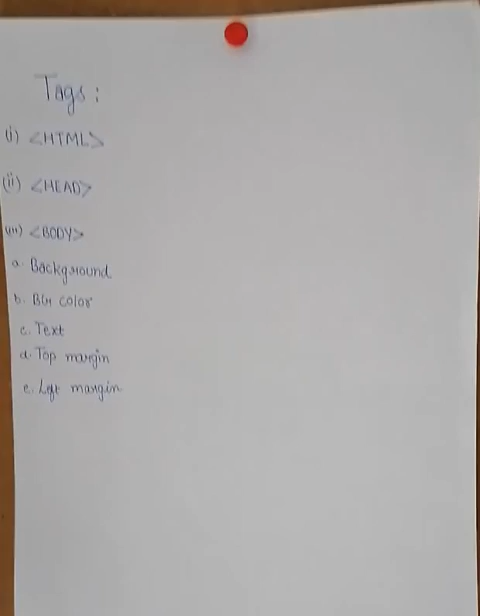 Tags :
(i) <HTML>
(ii) <HEAD>
(iii) <BODY>
a. Background
b. BG color
c. Text
d. Top margin
e. Left margin